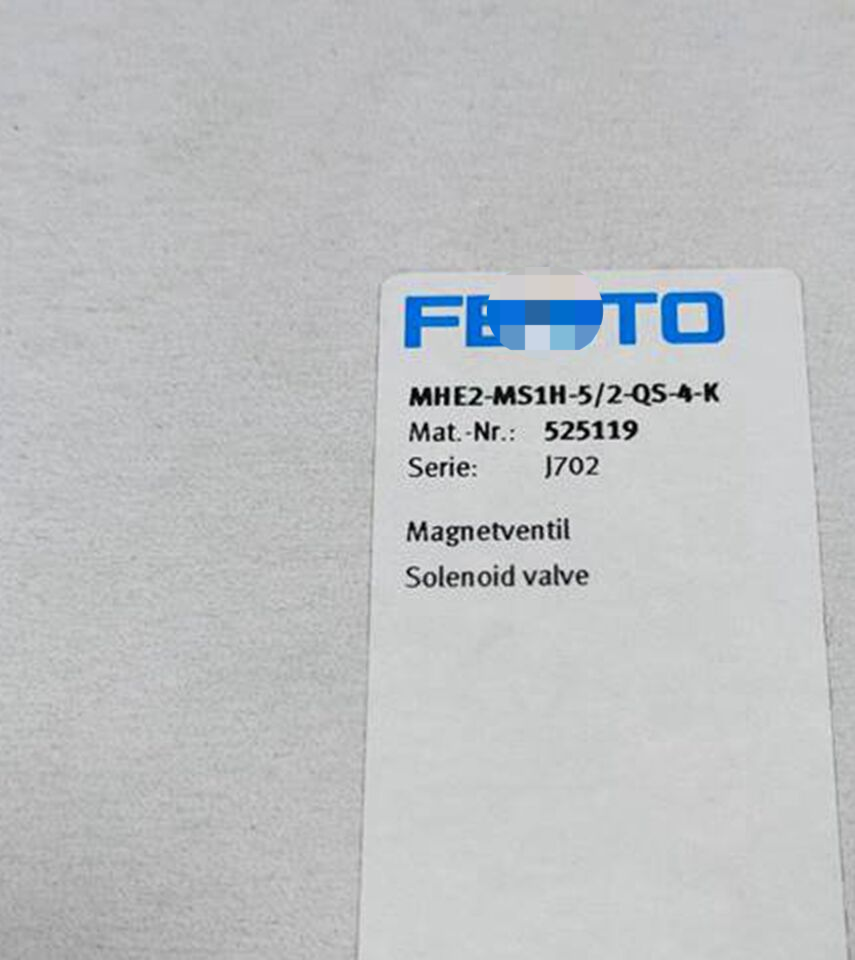 MHE2-MS1H-5/2-QS-4-K
Mat.-Nr.: 525119
Serie: J702
Magnetventil
Solenoid valve